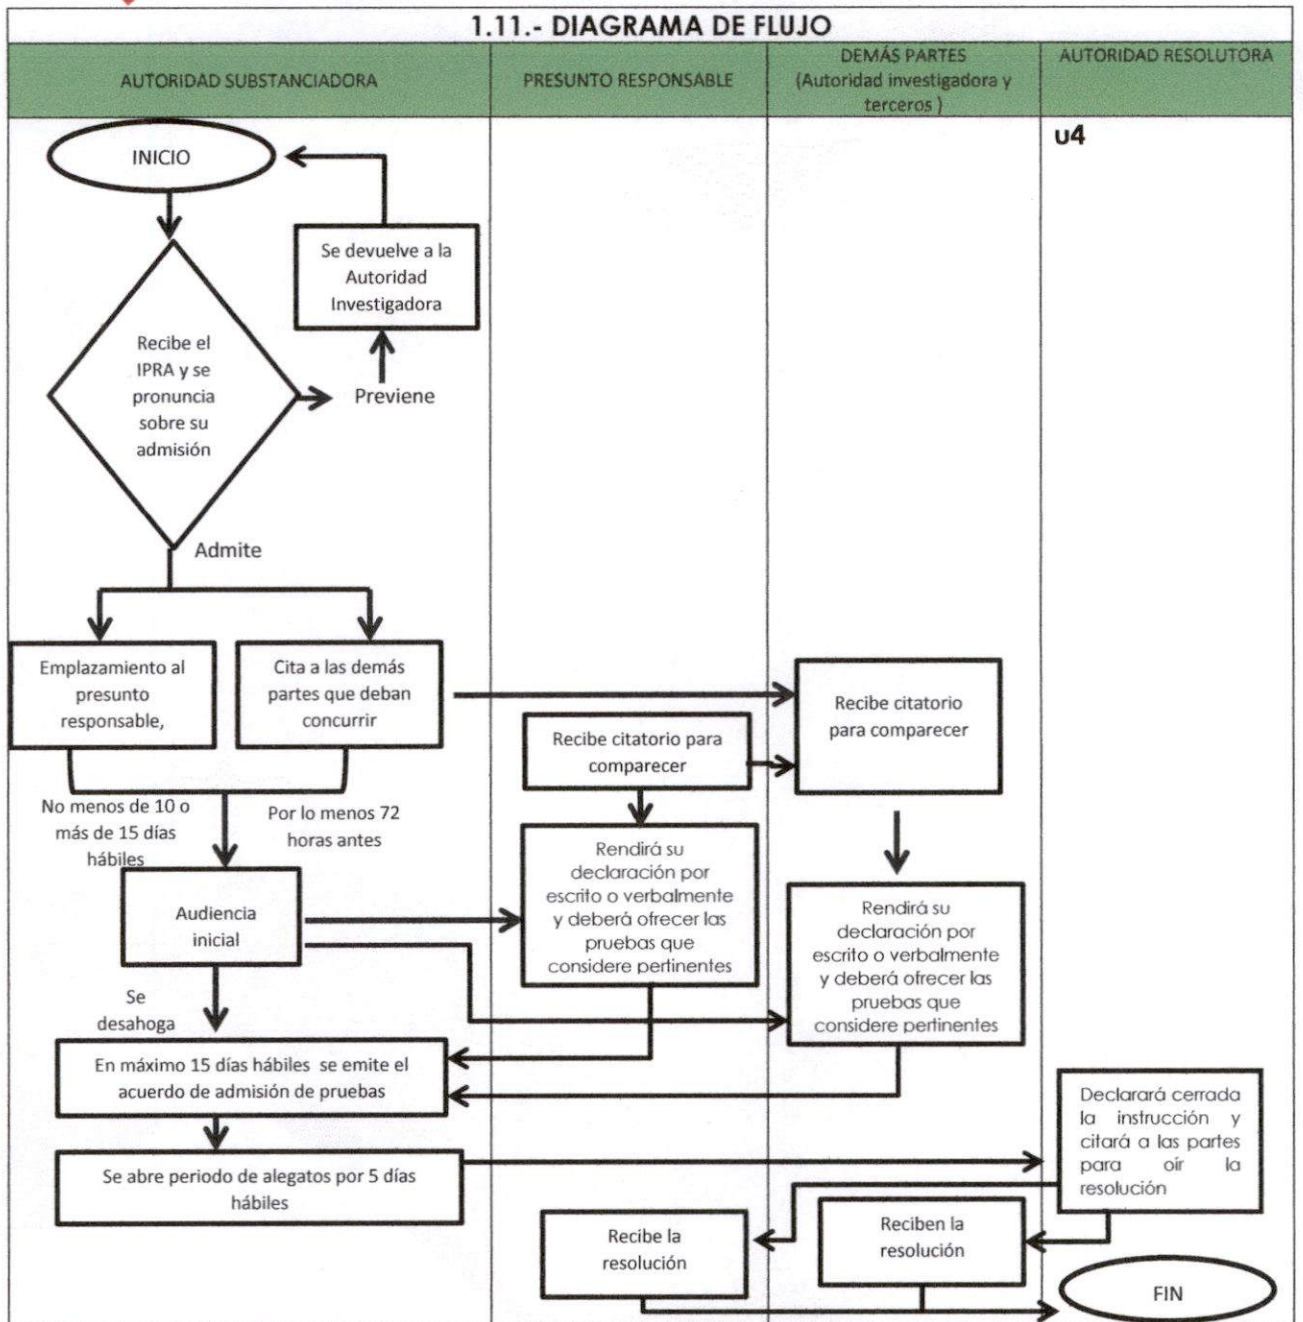 1.11.- DIAGRAMA DE FLUJO
AUTORIDAD SUBSTANCIADORA
PRESUNTO RESPONSABLE
DEMÁS PARTES
(Autoridad investigadora y
terceros )
AUTORIDAD RESOLUTORA
u4
INICIO
Se devuelve a la
Autoridad
Investigadora
Recibe el
IPRA y se
pronuncia
sobre su
admisión
Previene
Admite
Emplazamiento al
presunto
responsable,
Cita a las demás
partes que deban
concurrir
Recibe citatorio
para comparecer
Recibe citatorio para
comparecer
No menos de 10 o
más de 15 días
hábiles
Por lo menos 72
horas antes
Rendirá su
declaración por
escrito o verbalmente
y deberá ofrecer las
pruebas que
considere pertinentes
Audiencia
inicial
Rendirá su
declaración por
escrito o verbalmente
y deberá ofrecer las
pruebas que
considere pertinentes
Se
desahoga
En máximo 15 días hábiles se emite el
acuerdo de admisión de pruebas
Declarará cerrada
la instrucción y
citará a las partes
para oír la
resolución
Se abre periodo de alegatos por 5 días
hábiles
Recibe la
resolución
Reciben la
resolución
FIN